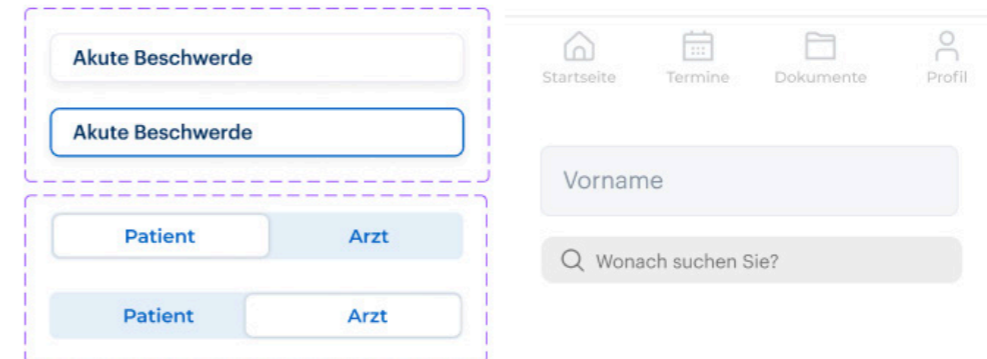 Akute Beschwerde
Akute Beschwerde
Patient Arzt
Patient Arzt
Startseite Termine Dokumente Profil
Vorname
Wonach suchen Sie?